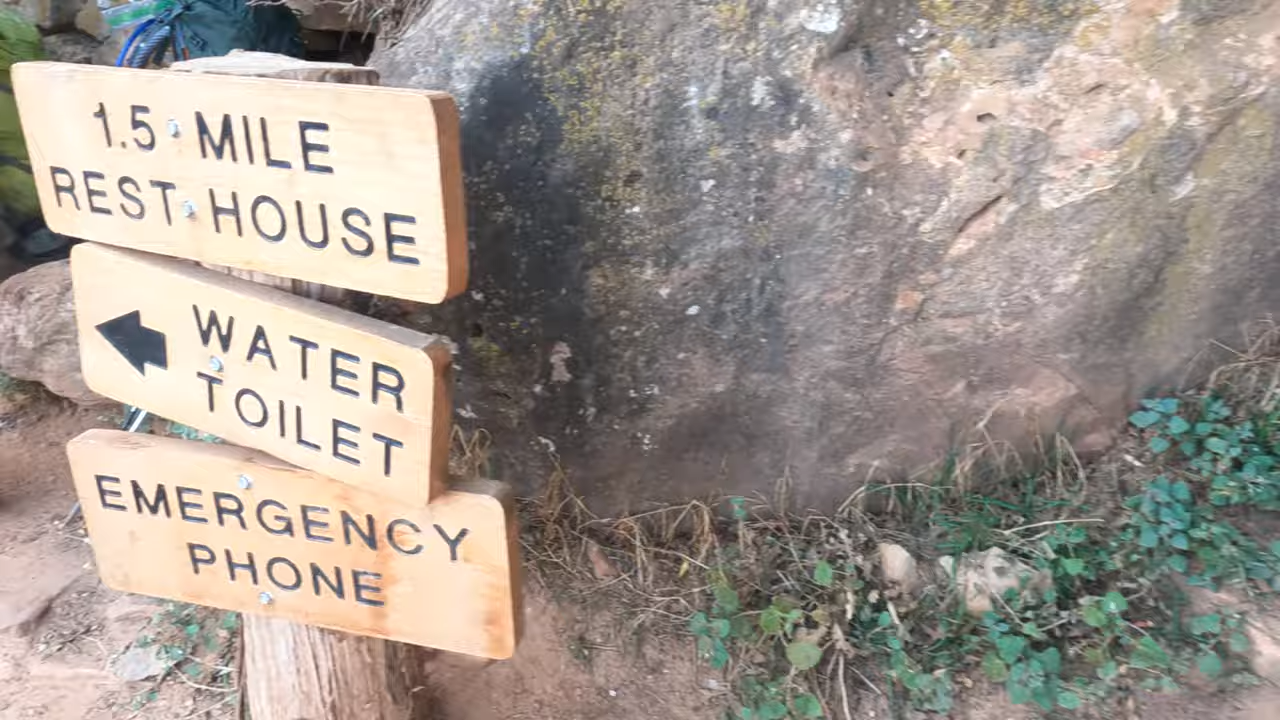 1.5 MILE
REST HOUSE
WATER
TOILET
EMERGENCY
PHONE